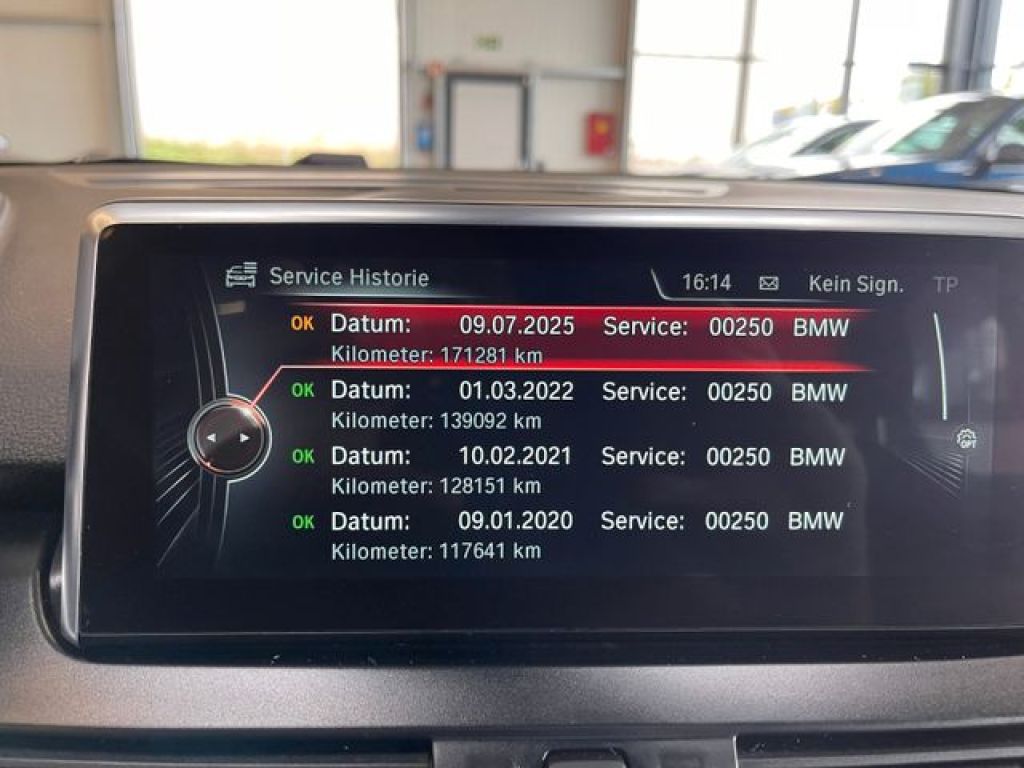 Service Historie 16:14 Kein Sign. TP
OK Datum: 09.07.2025 Service: 00250 BMW
Kilometer: 171281 km
OK Datum: 01.03.2022 Service: 00250 BMW
Kilometer: 139092 km
OK Datum: 10.02.2021 Service: 00250 BMW
Kilometer: 128151 km
OPT
OK Datum: 09.01.2020 Service: 00250 BMW
Kilometer: 117641 km